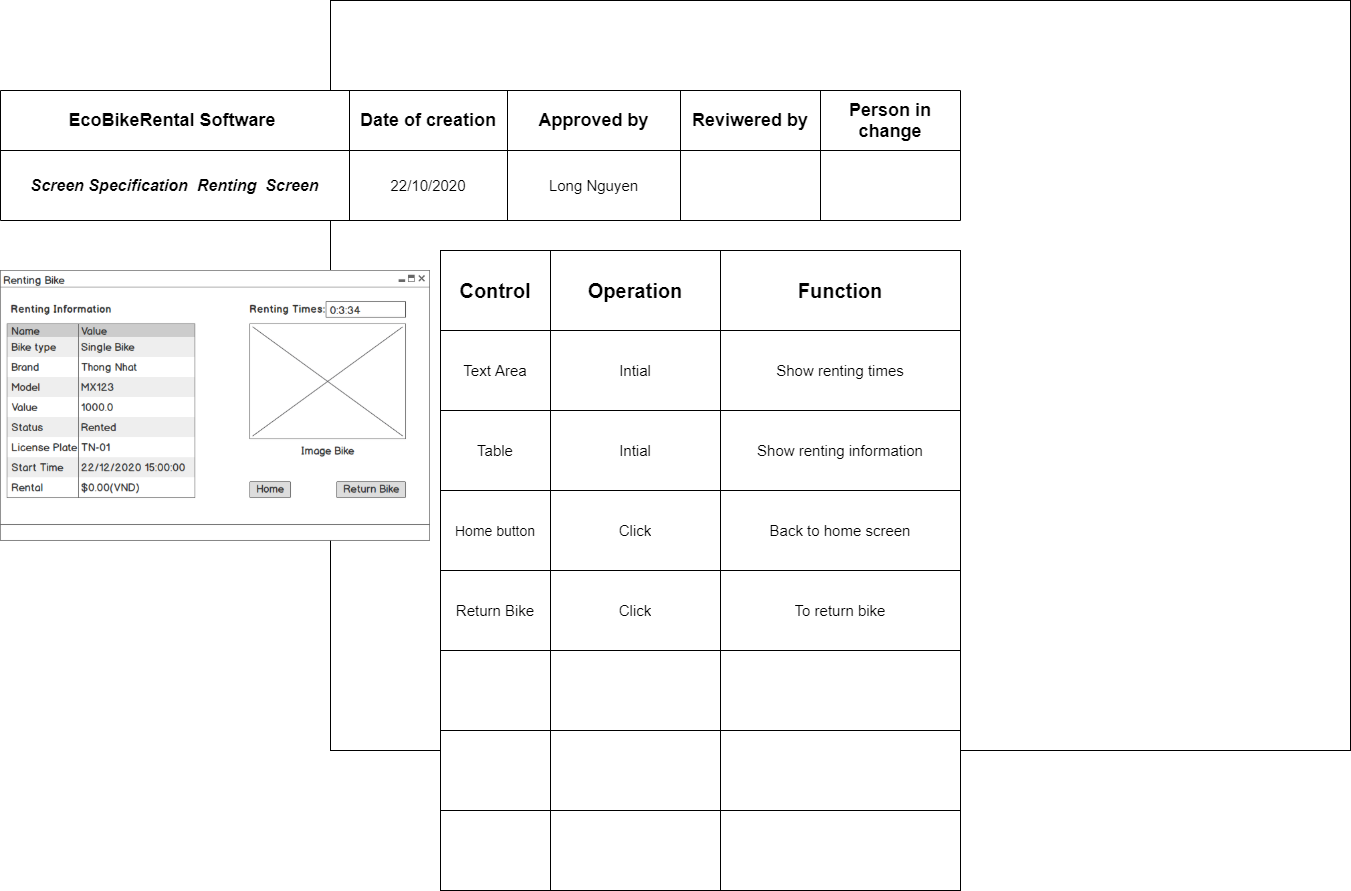 EcoBikeRental Software
Date of creation
Approved by
Reviwered by
Person in
change
Screen Specification  Renting  Screen
22/10/2020
Long Nguyen
Renting Bike
Renting Information
Name Value
Bike type Single Bike
Brand Thong Nhat
Model MX123
Value 1000.0
Status Rented
License Plate TN-01
Start Time 22/12/2020 15:00:00
Rental $0.00(VND)
Renting Times: 0:3:34
Image Bike
Home Return Bike
Control Operation Function
Text Area Intial Show renting times
Table Intial Show renting information
Home button Click Back to home screen
Return Bike Click To return bike